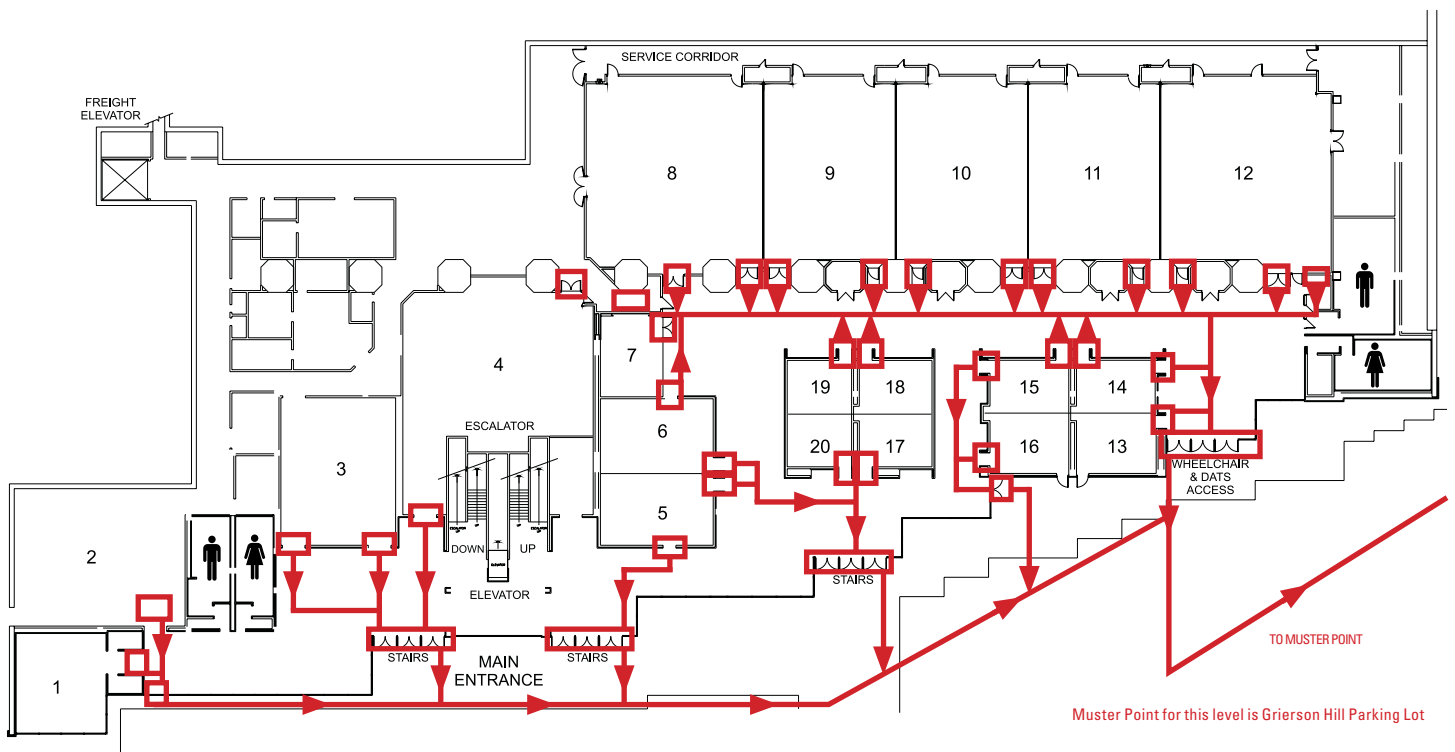 SERVICE CORRIDOR
FREIGHT
ELEVATOR
8
9
10
11
12
4
7
19
18
15
14
ESCALATOR
6
3
20
17
16
13
WHEELCHAIR
& DATS
ACCESS
5
2
DOWN
UP
STAIRS
ELEVATOR
TO MUSTER POINT
STAIRS
STAIRS
MAIN
ENTRANCE
1
Muster Point for this level is Grierson Hill Parking Lot